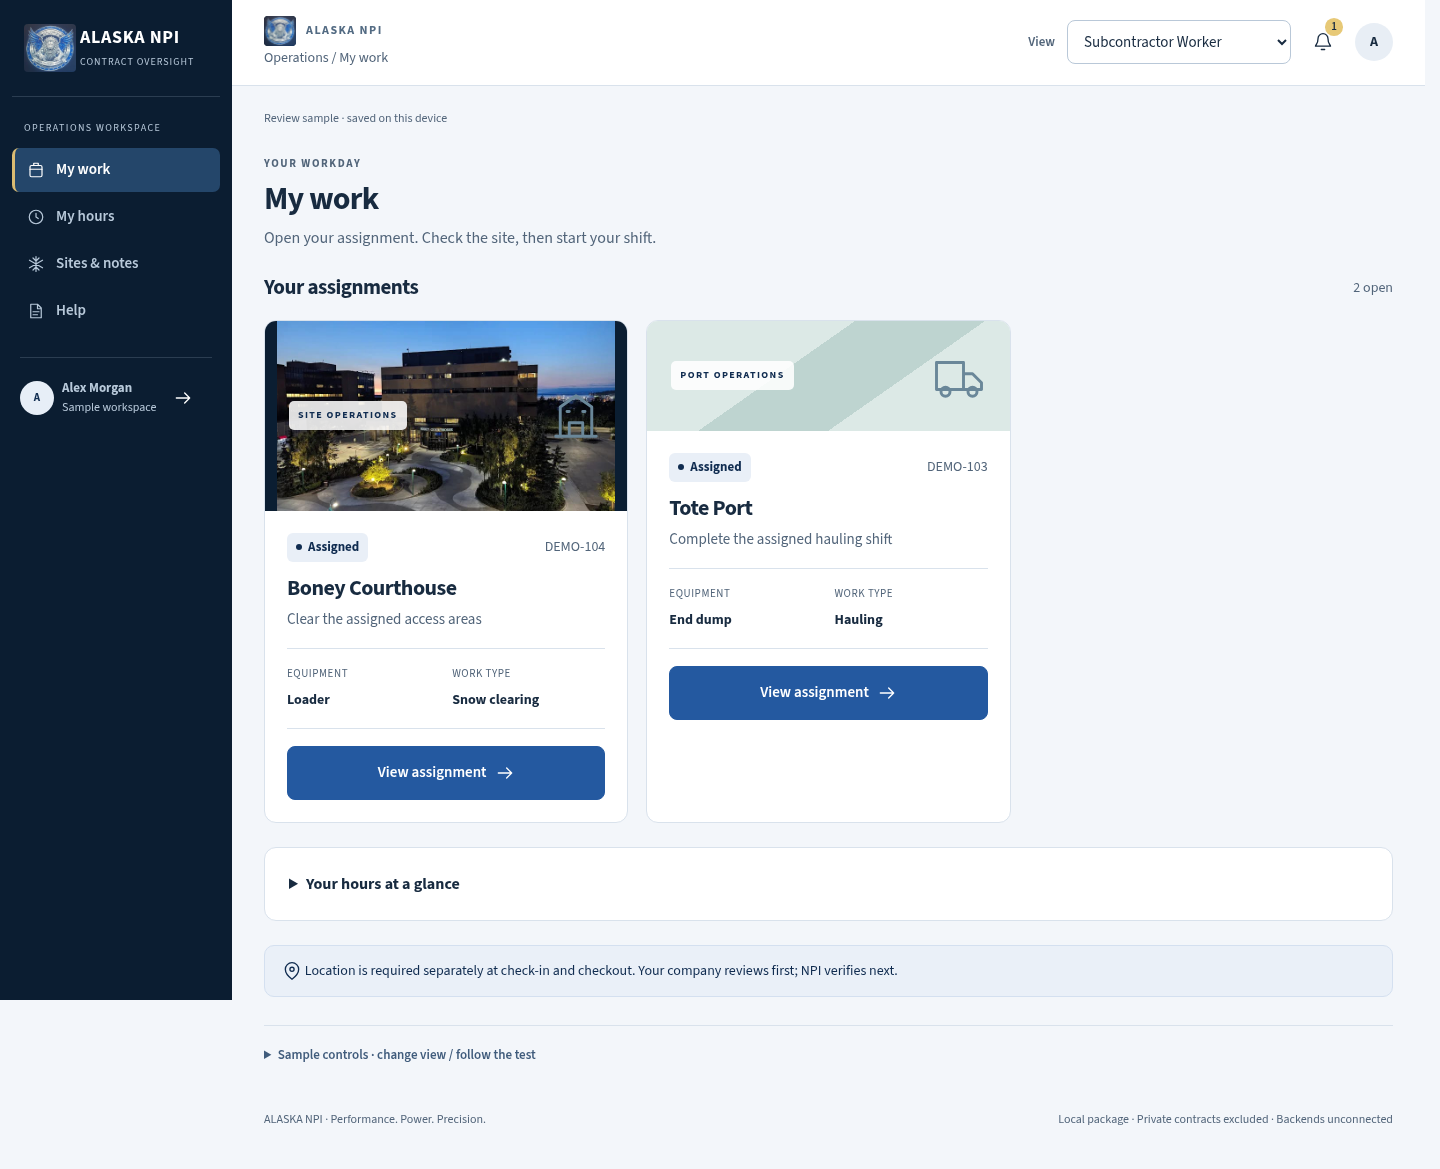 ALASKA NPI
CONTRACT OVERSIGHT
OPERATIONS WORKSPACE
My work
My hours
Sites & notes
Help
A
Alex Morgan
Sample workspace
ALASKA NPI
Operations / My work
View
Subcontractor Worker
1
A
Review sample · saved on this device
YOUR WORKDAY
My work
Open your assignment. Check the site, then start your shift.
Your assignments
2 open
SITE OPERATIONS
Assigned
DEMO-104
Boney Courthouse
Clear the assigned access areas
EQUIPMENT
WORK TYPE
Loader
Snow clearing
View assignment
PORT OPERATIONS
Assigned
DEMO-103
Tote Port
Complete the assigned hauling shift
EQUIPMENT
WORK TYPE
End dump
Hauling
View assignment
Your hours at a glance
Location is required separately at check-in and checkout. Your company reviews first; NPI verifies next.
Sample controls · change view / follow the test
ALASKA NPI · Performance. Power. Precision.
Local package · Private contracts excluded · Backends unconnected